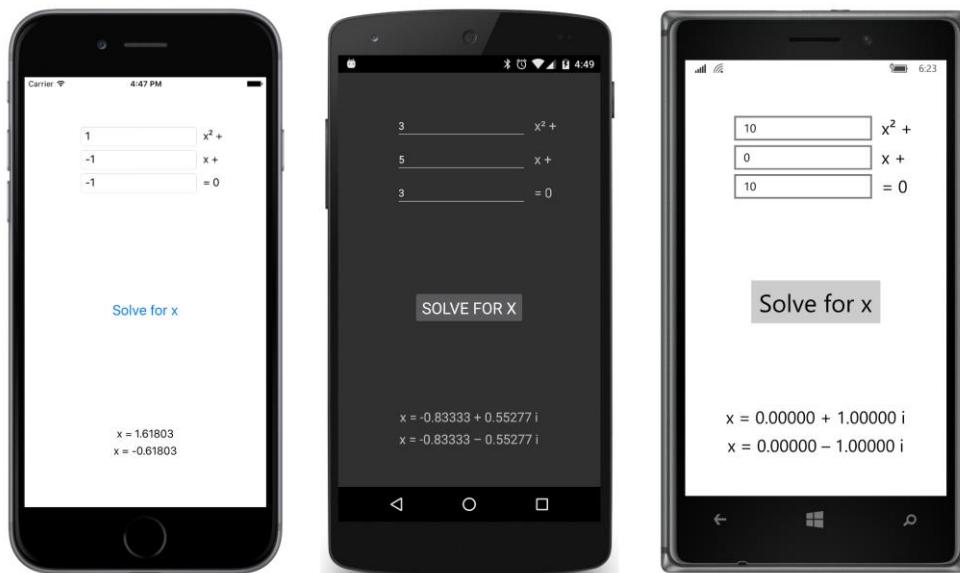 Carrier 4:47 PM
1 x² +
-1 x +
-1 = 0
Solve for x
x = 1.61803
x = -0.61803
4:49
3 x² +
5 x +
3 = 0
SOLVE FOR X
x = -0.83333 + 0.55277 i
x = -0.83333 – 0.55277 i
6:23
10 x² +
0 x +
10 = 0
Solve for x
x = 0.00000 + 1.00000 i
x = 0.00000 – 1.00000 i